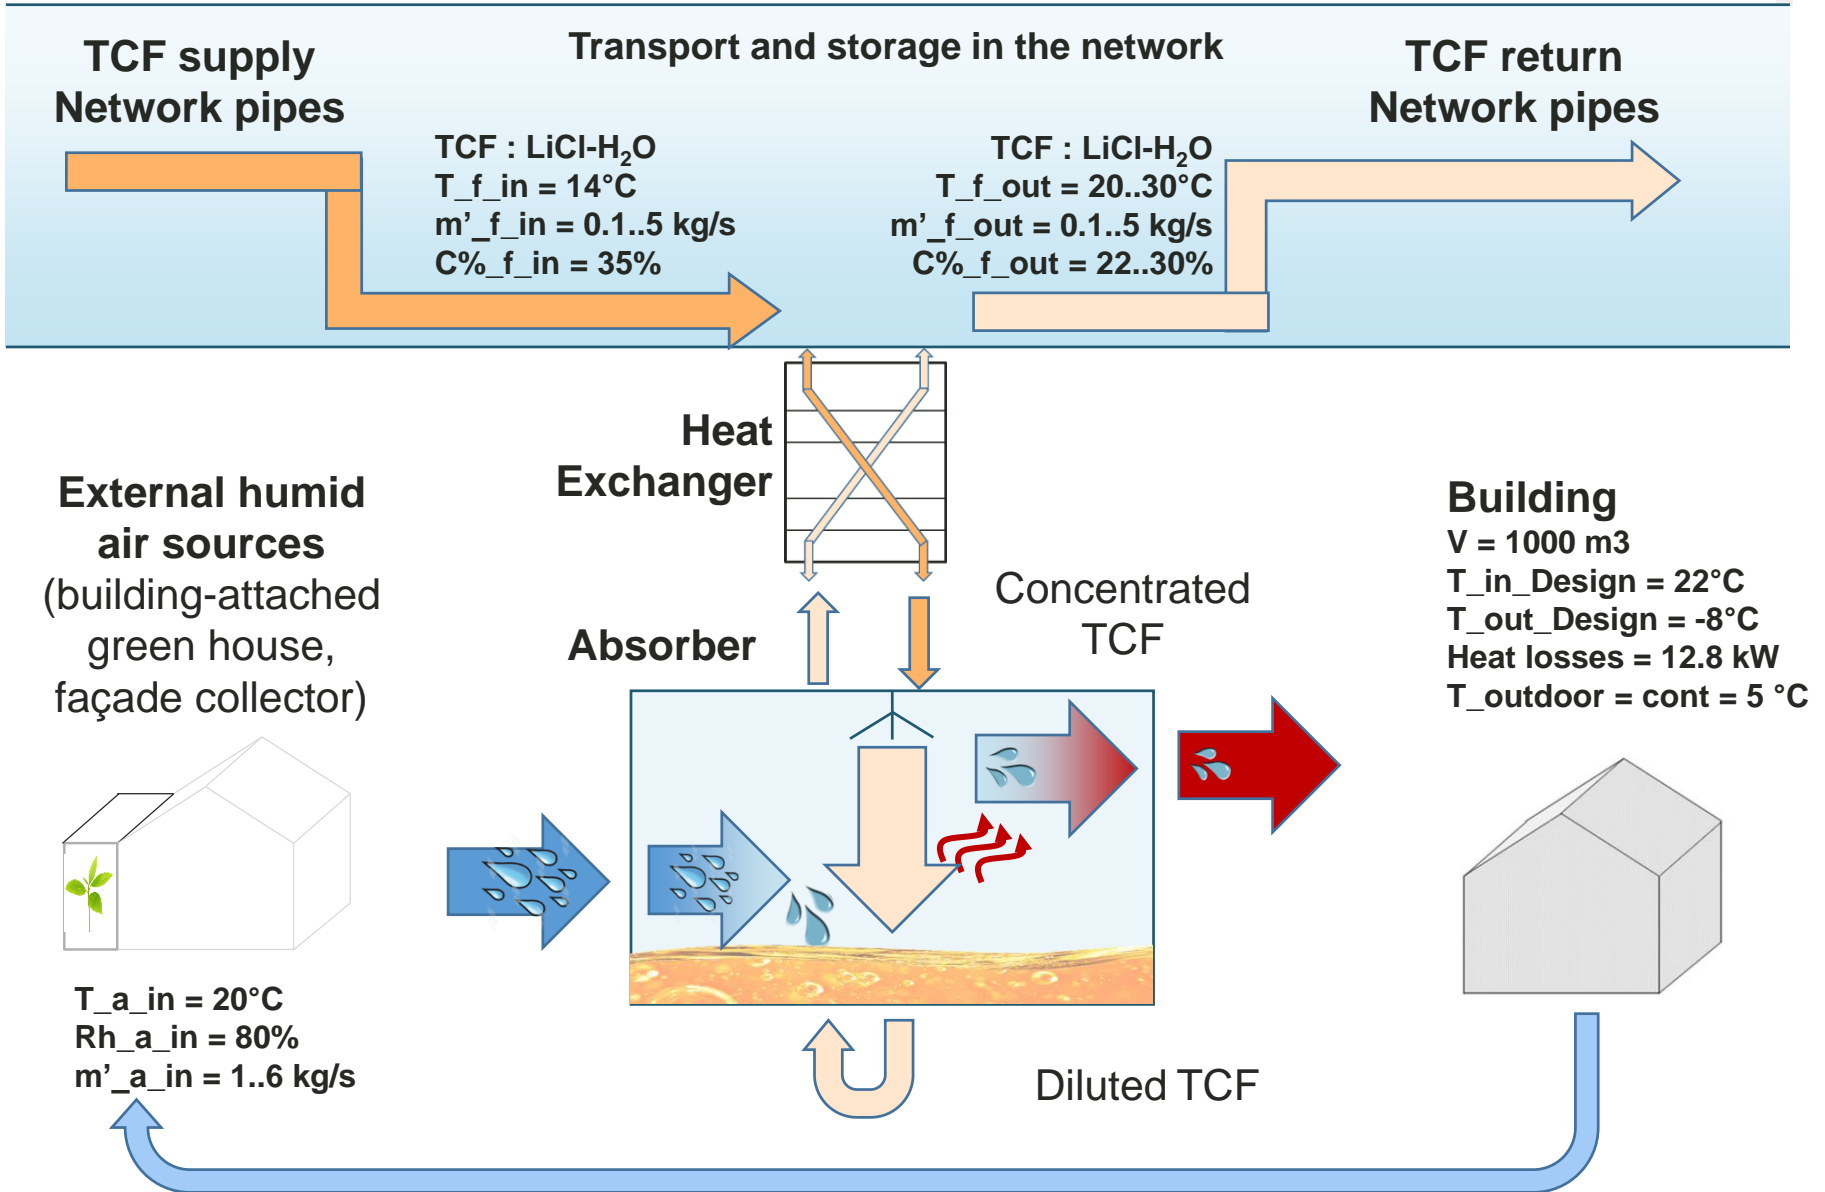 TCF supply
Network pipes
Transport and storage in the network
TCF return
Network pipes
TCF : LiCl-H₂O
T_f_in = 14°C
m’_f_in = 0.1..5 kg/s
C%_f_in = 35%
TCF : LiCl-H₂O
T_f_out = 20..30°C
m’_f_out = 0.1..5 kg/s
C%_f_out = 22..30%
Heat
Exchanger
External humid
air sources
(building-attached
green house,
façade collector)
Building
V = 1000 m3
T_in_Design = 22°C
T_out_Design = -8°C
Heat losses = 12.8 kW
T_outdoor = cont = 5 °C
Absorber
Concentrated
TCF
T_a_in = 20°C
Rh_a_in = 80%
m’_a_in = 1..6 kg/s
Diluted TCF